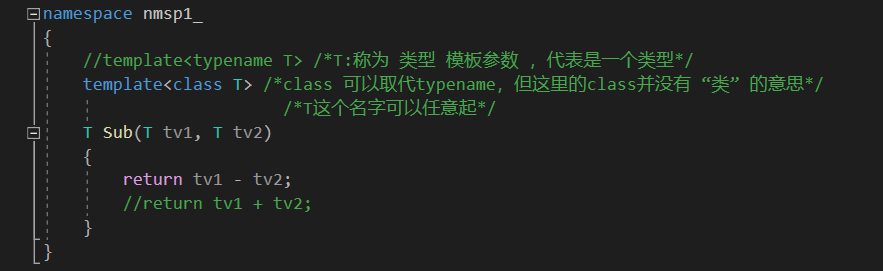 namespace nmsp1_
{
//template<typename T> /*T:称为 类型 模板参数 , 代表是一个类型*/
template<class T> /*class 可以取代typename, 但这里的class并没有 “类” 的意思*/
/*T这个名字可以任意起*/
T Sub(T tv1, T tv2)
{
return tv1 - tv2;
//return tv1 + tv2;
}
}